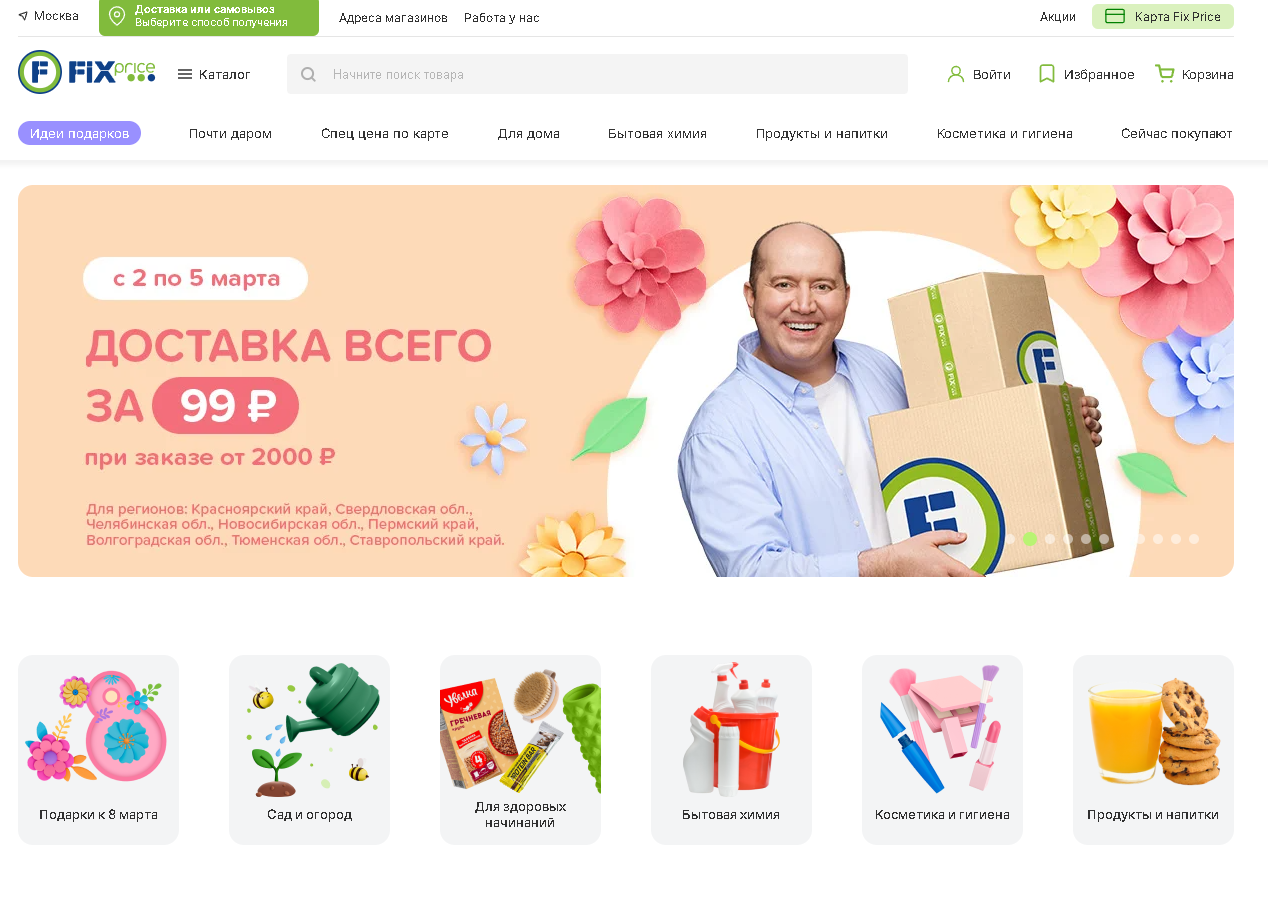 Москва
Доставка или самовывоз
Выберите способ получения
Адреса магазинов
Работа у нас
Акции
Карта Fix Price
F FIX price
Каталог
Начните поиск товара
Войти
Избранное
Корзина
Идеи подарков
Почти даром
Спец цена по карте
Для дома
Бытовая химия
Продукты и напитки
Косметика и гигиена
Сейчас покупают
с 2 по 5 марта
ДОСТАВКА ВСЕГО
ЗА 99 ₽
при заказе от 2000 ₽
Для регионов: Красноярский край, Свердловская обл.,
Челябинская обл., Новосибирская обл., Пермский край,
Волгоградская обл., Тюменская обл., Ставропольский край.
Увелка
ГРЕЧНЕВАЯ
4
PROTEIN BAR
Подарки к 8 марта
Сад и огород
Для здоровых
начинаний
Бытовая химия
Косметика и гигиена
Продукты и напитки